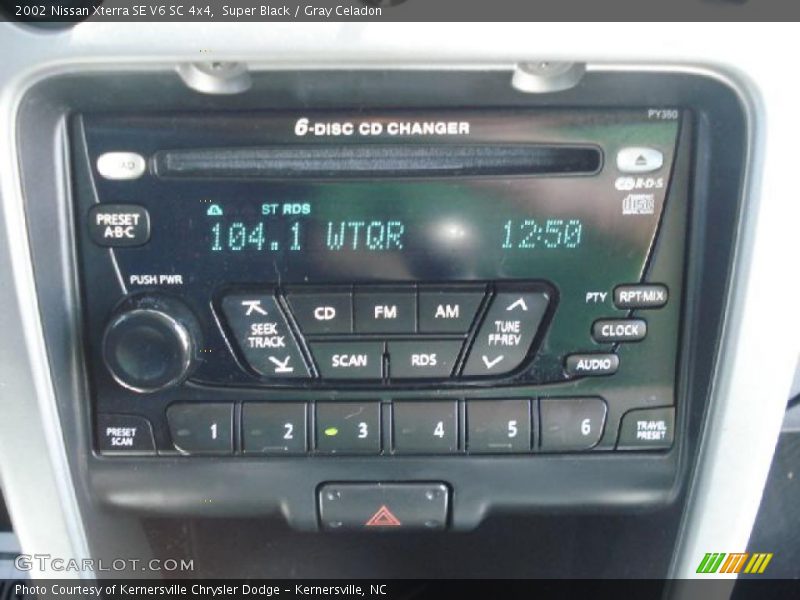 2002 Nissan Xterra SE V6 SC 4x4, Super Black / Gray Celadon
PY350
6-DISC CD CHANGER
LOAD
R·D·S
PRESET
A·B·C
ST RDS
104.1 WTQR 12:50
PUSH PWR
SEEK
TRACK
CD FM AM
TUNE
FF·REV
PTY RPT·MIX
CLOCK
SCAN RDS
AUDIO
PRESET
SCAN
1 2 3 4 5 6
TRAVEL
PRESET
GTCARLOT.COM
Photo Courtesy of Kernersville Chrysler Dodge – Kernersville, NC